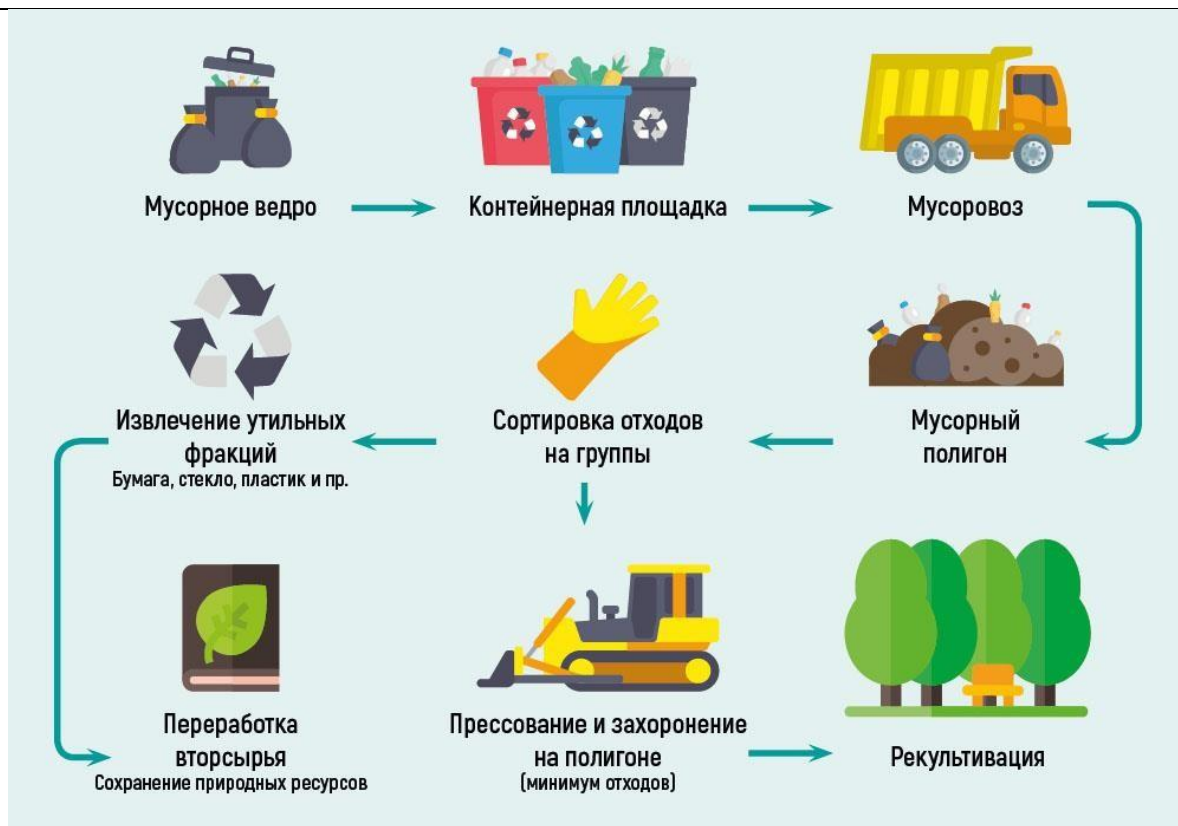 Мусорное ведро
Контейнерная площадка
Мусоровоз
Извлечение утильных
фракций
Бумага, стекло, пластик и пр.
Сортировка отходов
на группы
Мусорный
полигон
Переработка
вторсырья
Сохранение природных ресурсов
Прессование и захоронение
на полигоне
(минимум отходов)
Рекультивация